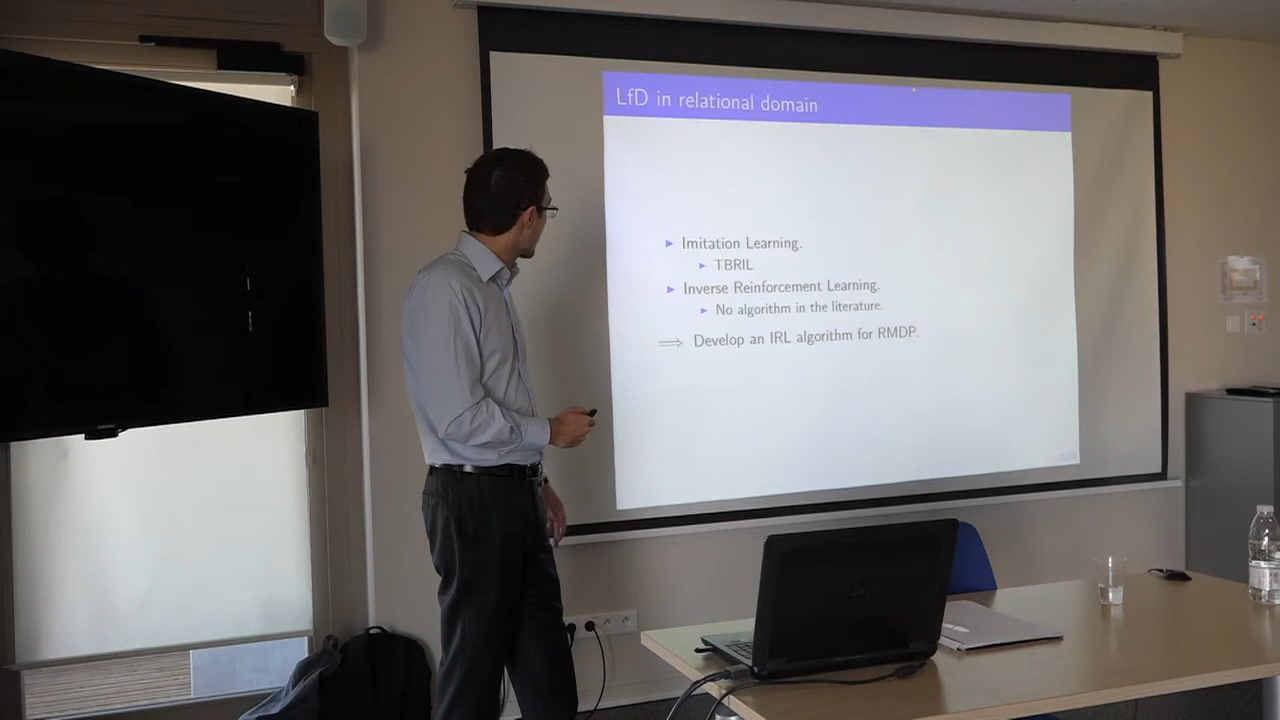 LfD in relational domain
Imitation Learning.
TBRIL
Inverse Reinforcement Learning.
No algorithm in the literature.
⟹ Develop an IRL algorithm for RMDP.